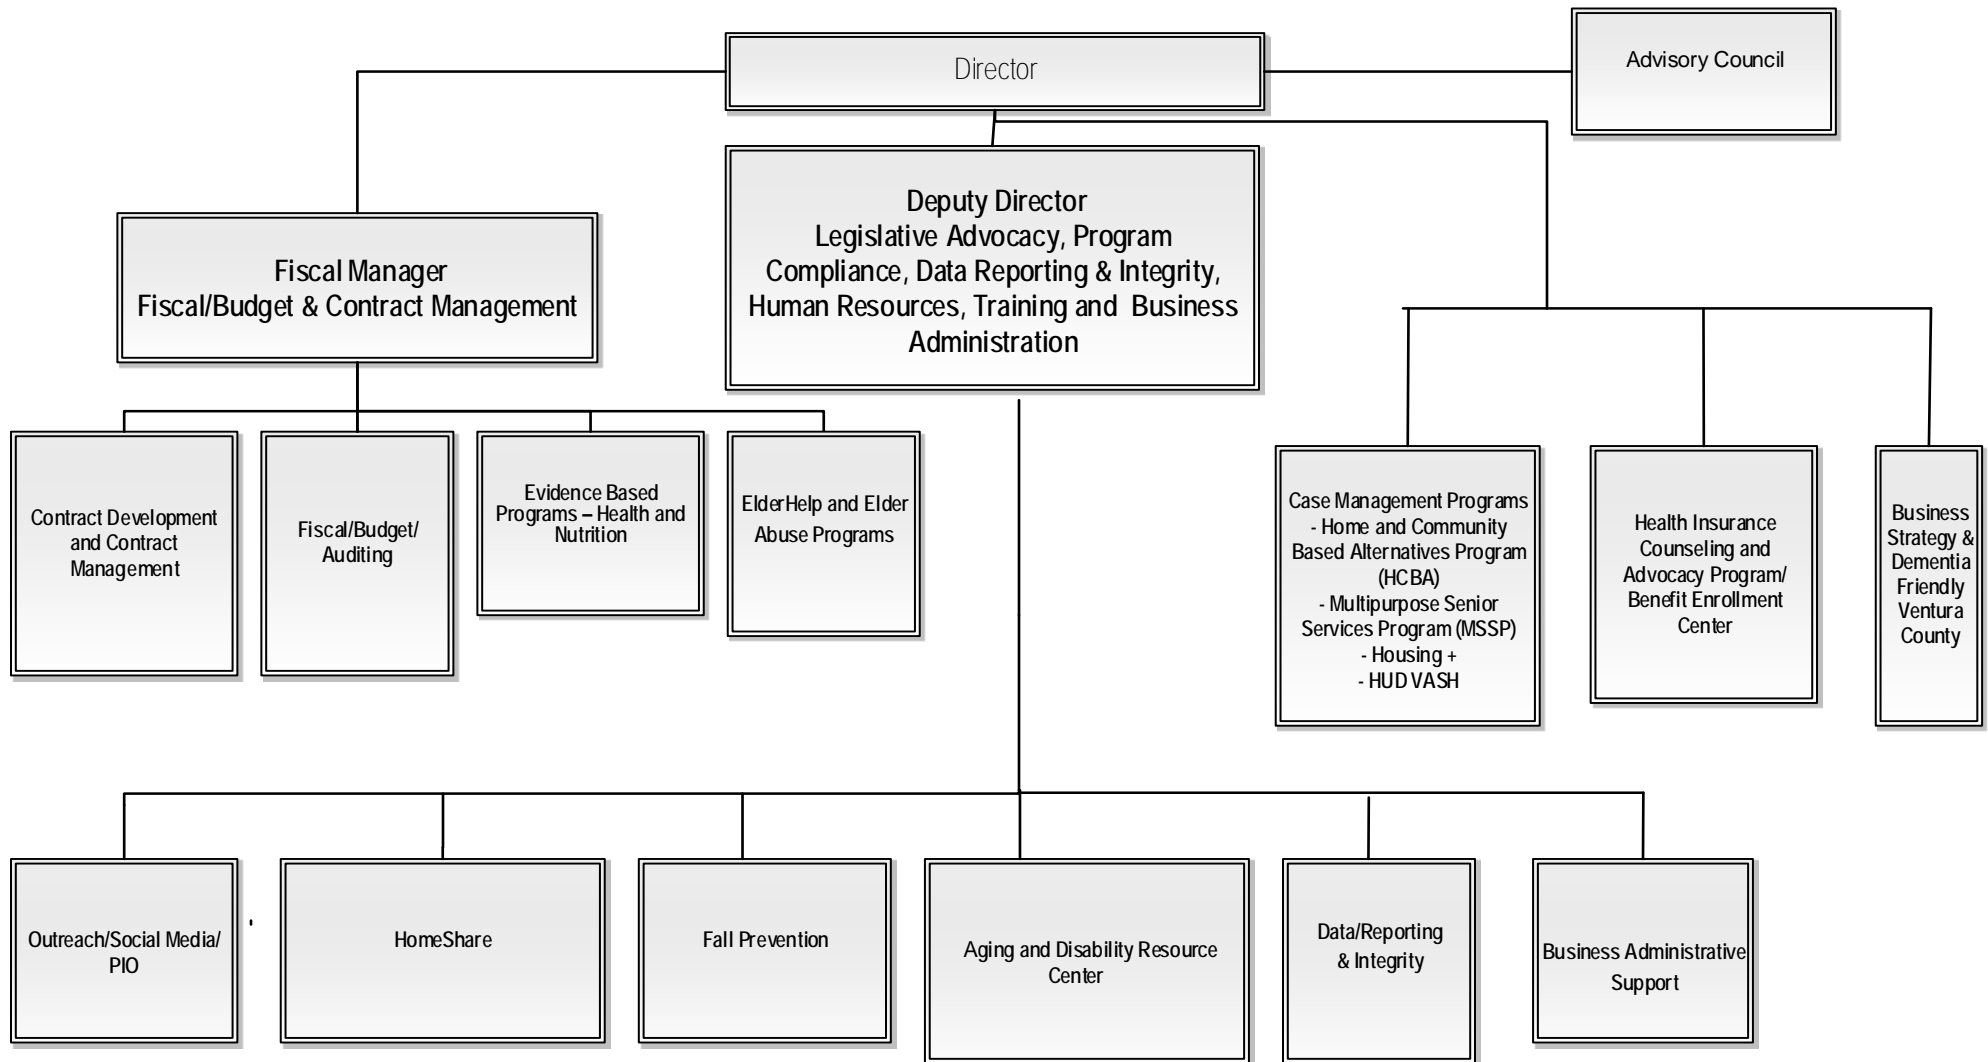 Director
Advisory Council
Deputy Director
Legislative Advocacy, Program
Compliance, Data Reporting & Integrity,
Human Resources, Training and Business
Administration
Fiscal Manager
Fiscal/Budget & Contract Management
Contract Development
and Contract
Management
Fiscal/Budget/
Auditing
Evidence Based
Programs – Health and
Nutrition
ElderHelp and Elder
Abuse Programs
Case Management Programs
- Home and Community
Based Alternatives Program
(HCBA)
- Multipurpose Senior
Services Program (MSSP)
- Housing +
- HUD VASH
Health Insurance
Counseling and
Advocacy Program/
Benefit Enrollment
Center
Business
Strategy &
Dementia
Friendly
Ventura
County
Outreach/Social Media/
PIO
HomeShare
Fall Prevention
Aging and Disability Resource
Center
Data/Reporting
& Integrity
Business Administrative
Support